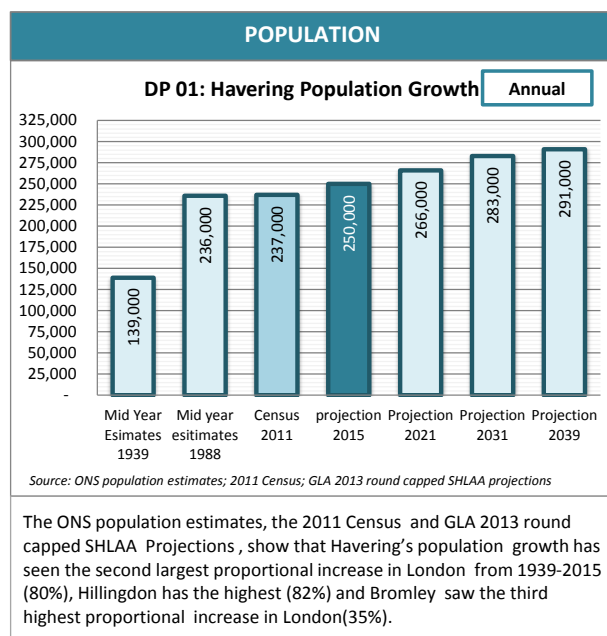 POPULATION
DP 01: Havering Population Growth
Annual
325,000
300,000
275,000
250,000
225,000
200,000
175,000
150,000
125,000
100,000
75,000
50,000
25,000
-
139,000
236,000
237,000
250,000
266,000
283,000
291,000
Mid Year
Esimates
1939
Mid year
esitimates
1988
Census
2011
projection
2015
Projection
2021
Projection
2031
Projection
2039
Source: ONS population estimates; 2011 Census; GLA 2013 round capped SHLAA projections
The ONS population estimates, the 2011 Census and GLA 2013 round
capped SHLAA Projections , show that Havering’s population growth has
seen the second largest proportional increase in London from 1939-2015
(80%), Hillingdon has the highest (82%) and Bromley saw the third
highest proportional increase in London(35%).